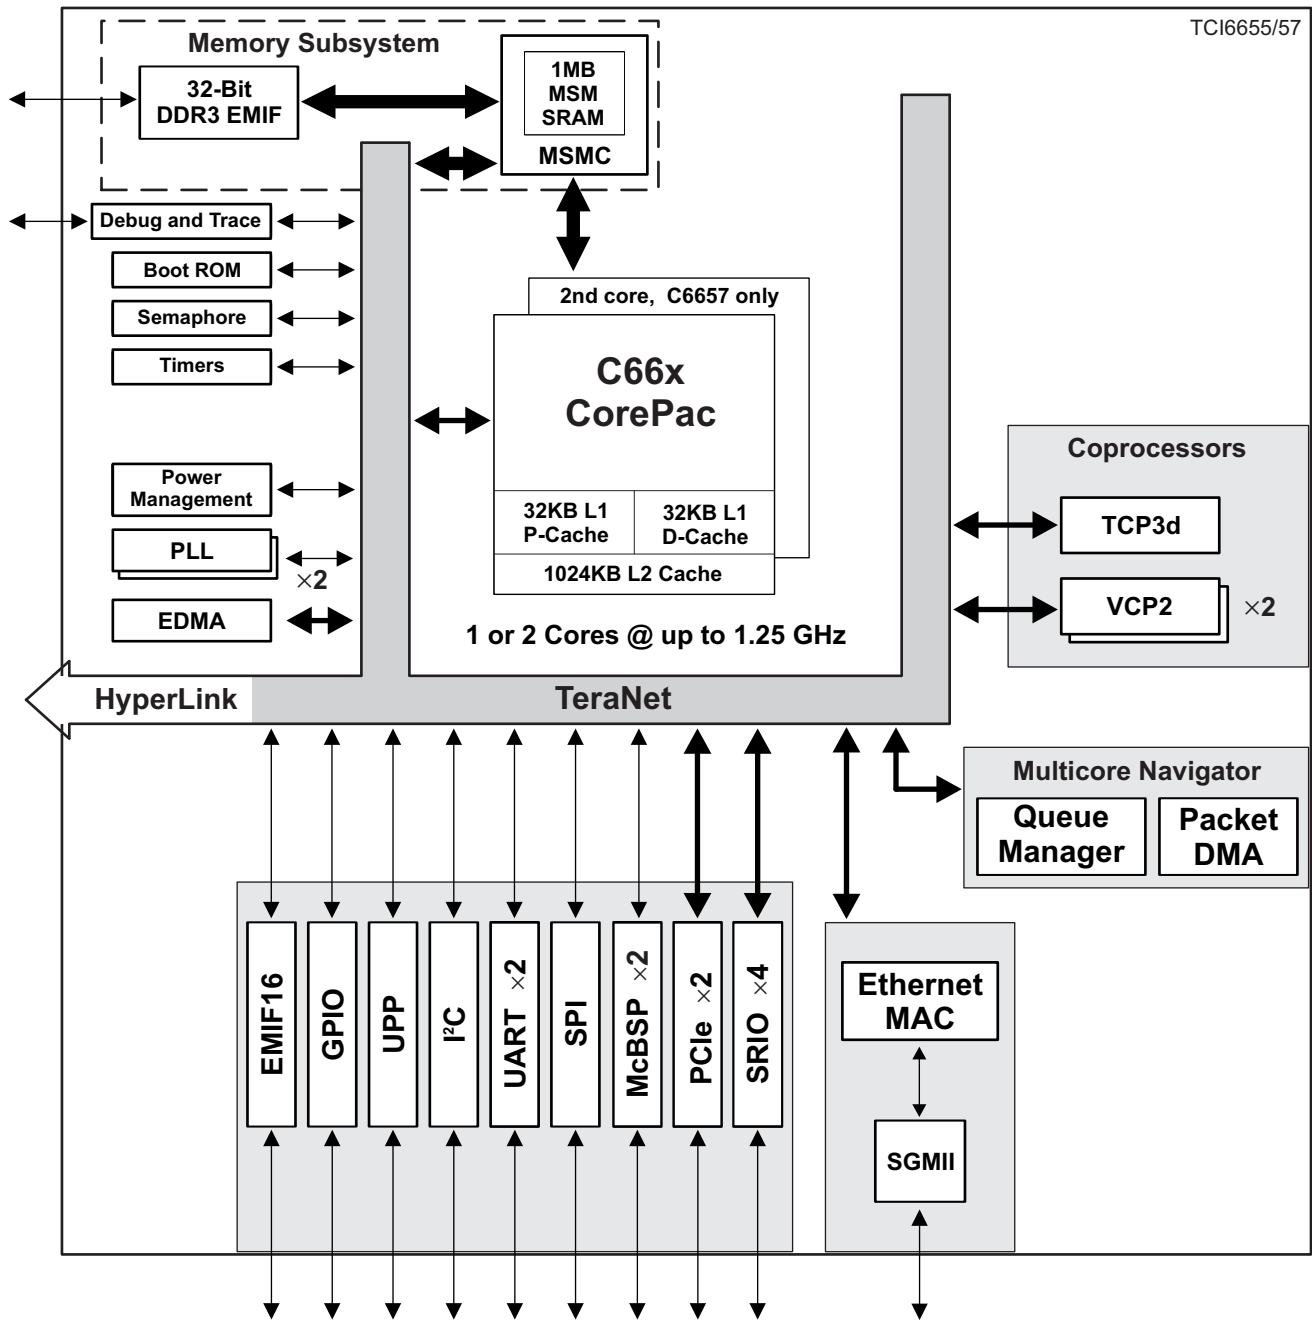 TCI6655/57
Memory Subsystem
32-Bit
DDR3 EMIF
1MB
MSM
SRAM
MSMC
Debug and Trace
Boot ROM
Semaphore
Timers
Power
Management
PLL
×2
EDMA
2nd core, C6657 only
C66x
CorePac
32KB L1
P-Cache
32KB L1
D-Cache
1024KB L2 Cache
1 or 2 Cores @ up to 1.25 GHz
Coprocessors
TCP3d
VCP2
×2
HyperLink
TeraNet
Multicore Navigator
Queue
Manager
Packet
DMA
EMIF16
GPIO
UPP
I²C
UART ×2
SPI
McBSP ×2
PCIe ×2
SRIO ×4
Ethernet
MAC
SGMII